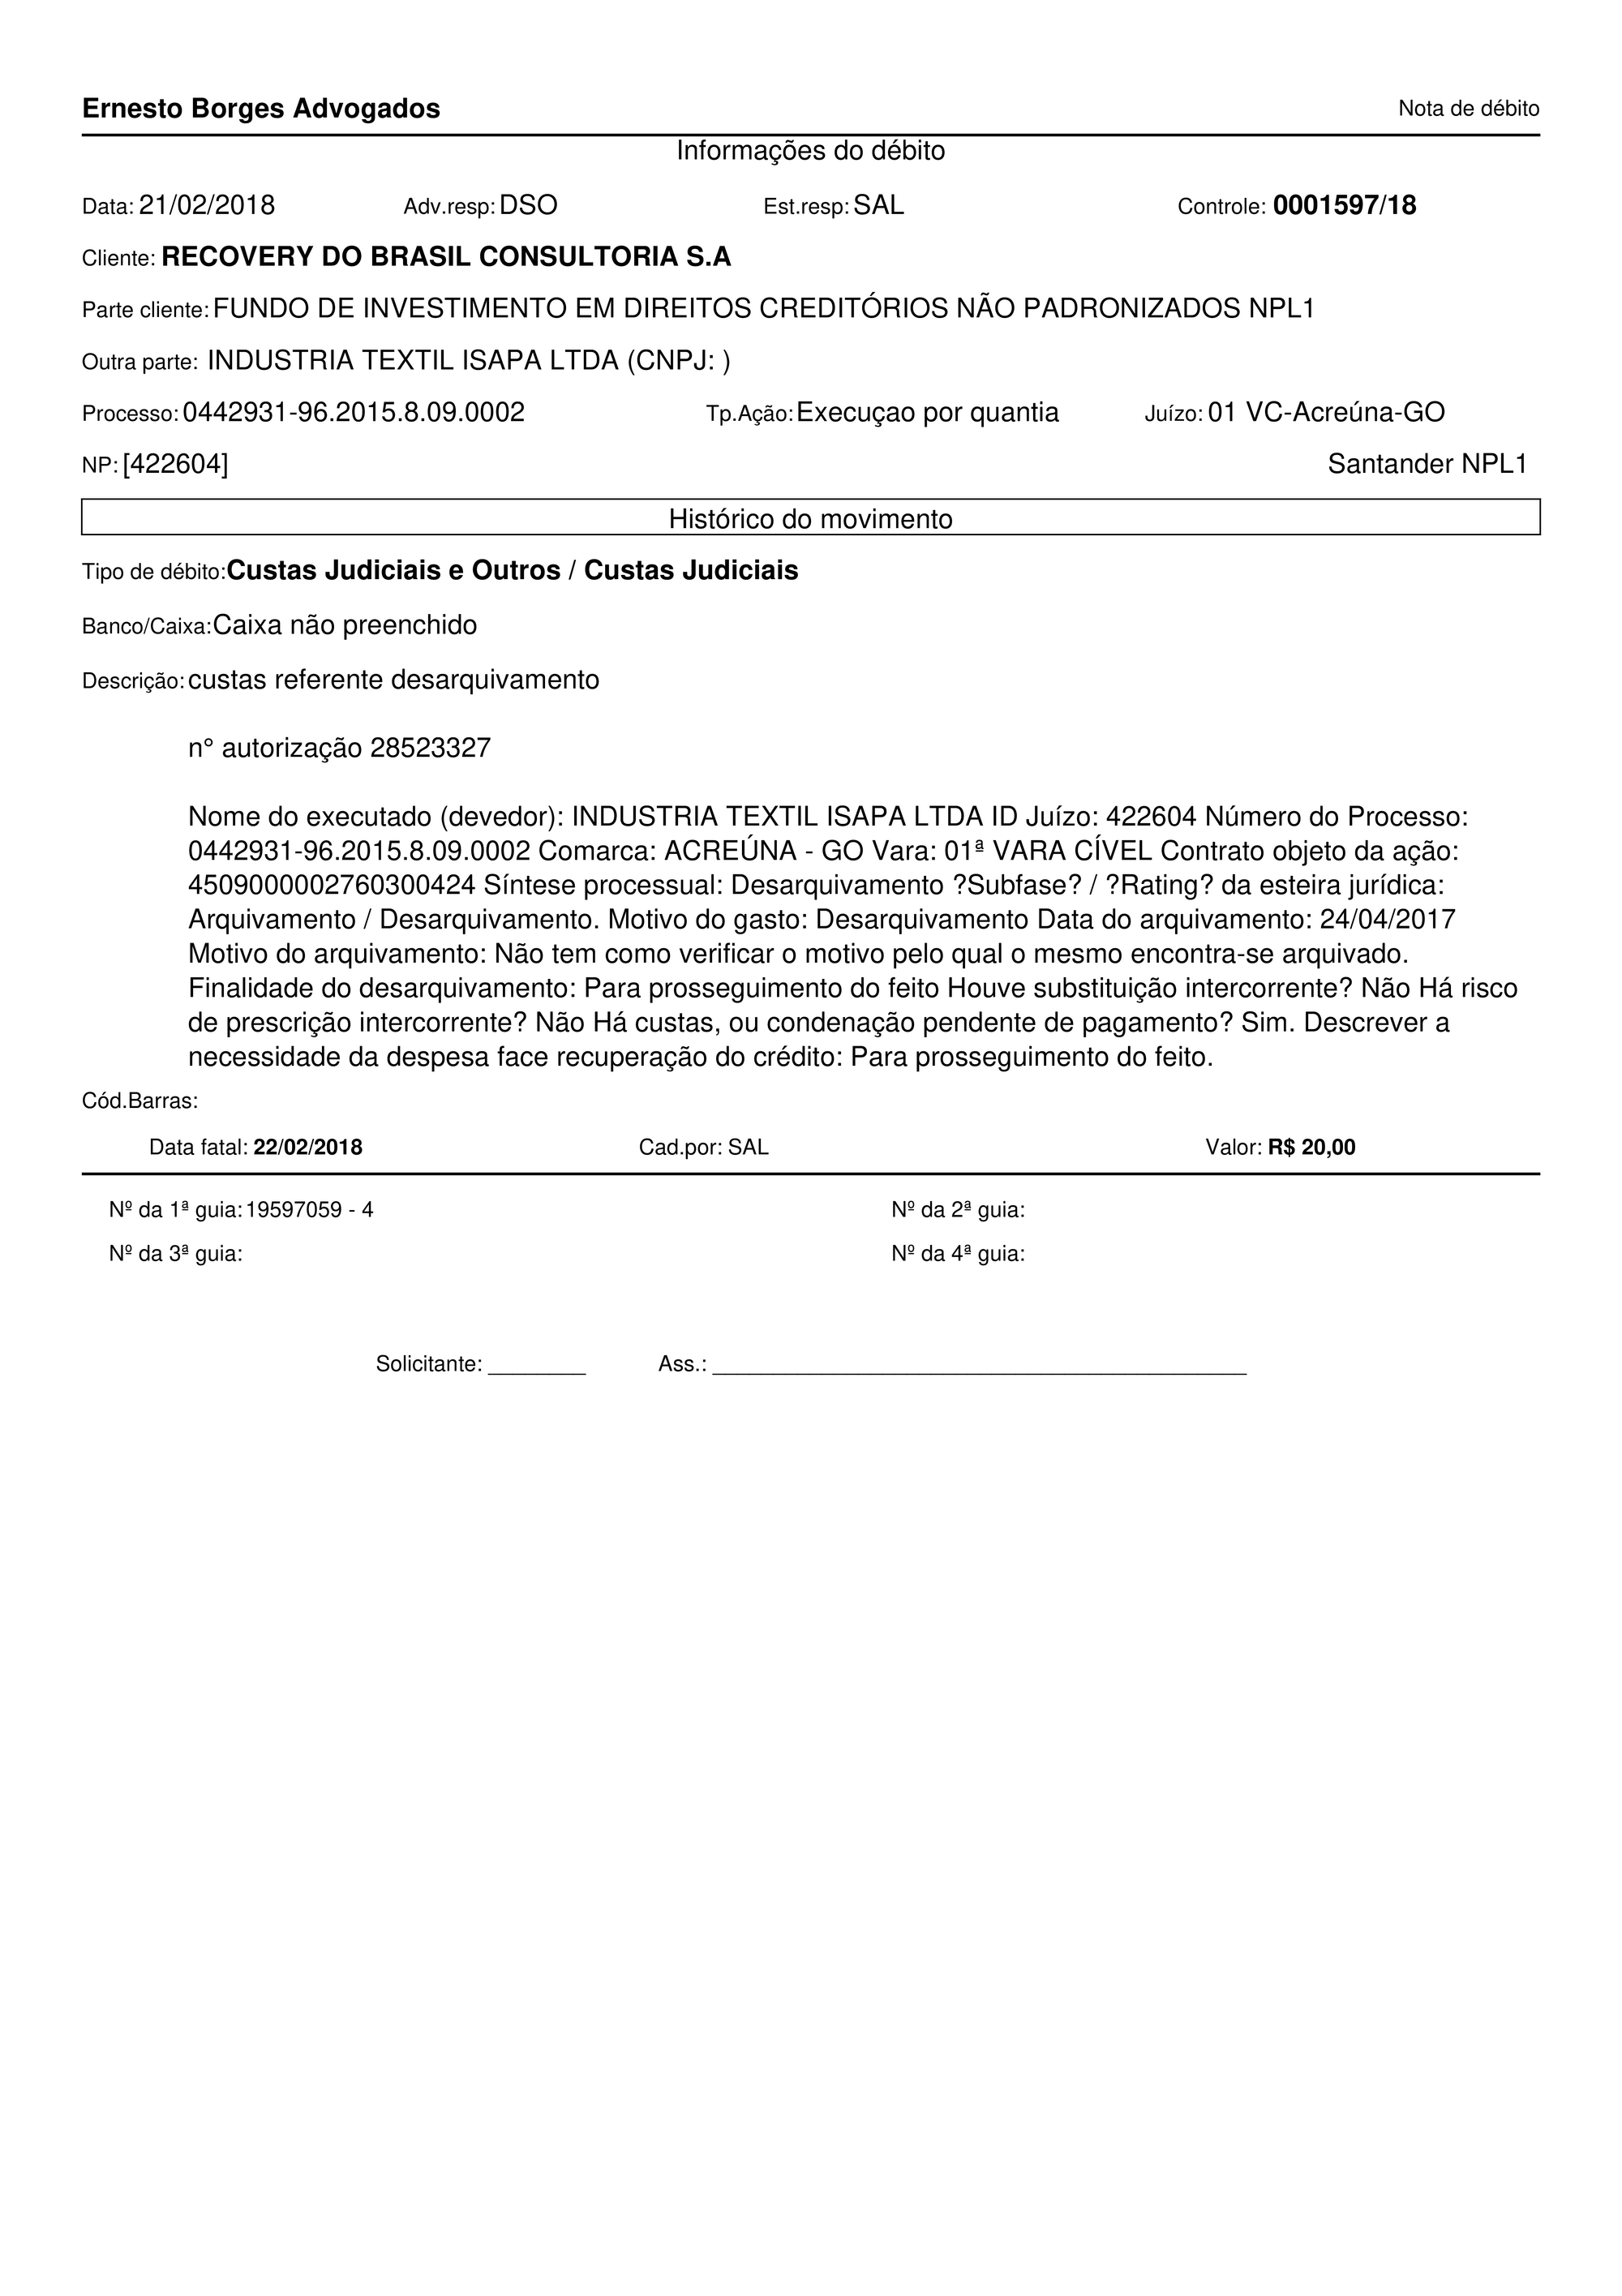 Ernesto Borges Advogados Nota de débito
Informações do débito
Data: 21/02/2018 Adv.resp: DSO Est.resp: SAL Controle: 0001597/18
Cliente: RECOVERY DO BRASIL CONSULTORIA S.A
Parte cliente: FUNDO DE INVESTIMENTO EM DIREITOS CREDITÓRIOS NÃO PADRONIZADOS NPL1
Outra parte: INDUSTRIA TEXTIL ISAPA LTDA (CNPJ: )
Processo: 0442931-96.2015.8.09.0002 Tp.Ação: Execuçao por quantia Juízo: 01 VC-Acreúna-GO
NP: [422604] Santander NPL1
Histórico do movimento
Tipo de débito: Custas Judiciais e Outros / Custas Judiciais
Banco/Caixa: Caixa não preenchido
Descrição: custas referente desarquivamento
n° autorização 28523327
Nome do executado (devedor): INDUSTRIA TEXTIL ISAPA LTDA ID Juízo: 422604 Número do Processo:
0442931-96.2015.8.09.0002 Comarca: ACREÚNA - GO Vara: 01ª VARA CÍVEL Contrato objeto da ação:
4509000002760300424 Síntese processual: Desarquivamento ?Subfase? / ?Rating? da esteira jurídica:
Arquivamento / Desarquivamento. Motivo do gasto: Desarquivamento Data do arquivamento: 24/04/2017
Motivo do arquivamento: Não tem como verificar o motivo pelo qual o mesmo encontra-se arquivado.
Finalidade do desarquivamento: Para prosseguimento do feito Houve substituição intercorrente? Não Há risco
de prescrição intercorrente? Não Há custas, ou condenação pendente de pagamento? Sim. Descrever a
necessidade da despesa face recuperação do crédito: Para prosseguimento do feito.
Cód.Barras:
Data fatal: 22/02/2018 Cad.por: SAL Valor: R$ 20,00
Nº da 1ª guia: 19597059 - 4 Nº da 2ª guia:
Nº da 3ª guia: Nº da 4ª guia:
Solicitante: ________ Ass.: ____________________________________________